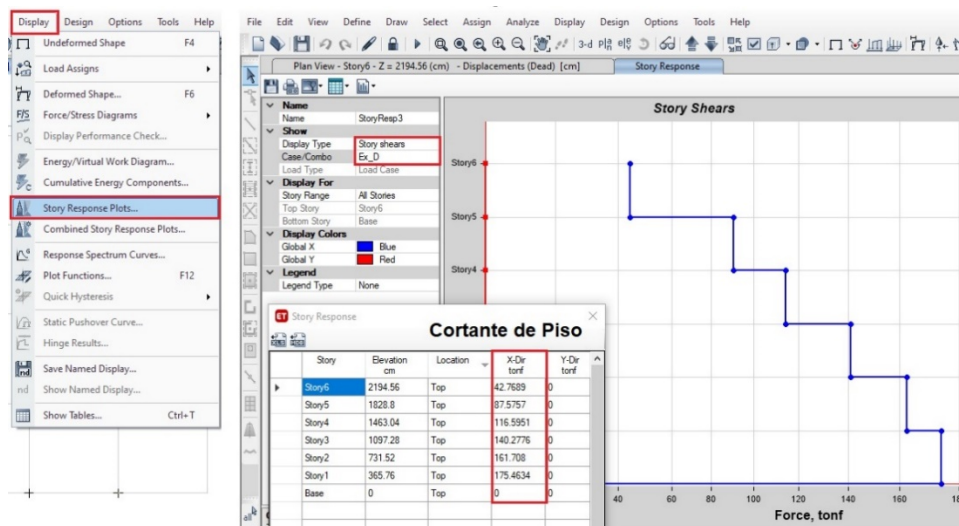 Display Design Options Tools Help
Undeformed Shape F4
Load Assigns
Deformed Shape... F6
Force/Stress Diagrams
Display Performance Check...
Energy/Virtual Work Diagram...
Cumulative Energy Components...
Story Response Plots...
Combined Story Response Plots...
Response Spectrum Curves...
Plot Functions... F12
Quick Hysteresis
Static Pushover Curve...
Hinge Results...
Save Named Display...
Show Named Display...
Show Tables... Ctrl+T
File Edit View Define Draw Select Assign Analyze Display Design Options Tools Help
Plan View - Story6 - Z = 2194.56 (cm) - Displacements (Dead) [cm] Story Response
Name
Name StoryResp3
Show
Display Type Story shears
Case/Combo Ex_D
Load Type Load Case
Display For
Story Range All Stories
Top Story Story6
Bottom Story Base
Display Colors
Global X Blue
Global Y Red
Legend
Legend Type None
Story Shears
Story6
Story5
Story4
40 60 80 100 120 140 160
Force, tonf
Story Response
Cortante de Piso
Story Elevation Location X-Dir Y-Dir
cm tonf tonf
Story6 2194.56 Top 42.7689 0
Story5 1828.8 Top 87.5757 0
Story4 1463.04 Top 116.5951 0
Story3 1097.28 Top 140.2776 0
Story2 731.52 Top 161.708 0
Story1 365.76 Top 175.4634 0
Base 0 Top 0 0